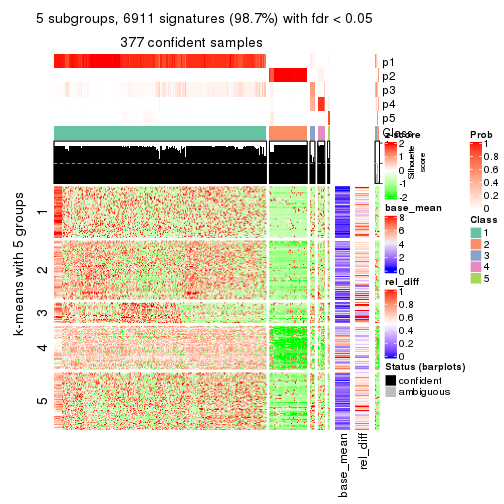 5 subgroups, 6911 signatures (98.7%) with fdr < 0.05
377 confident samples
p1
p2
p3
p4
p5
Class
z-score
2
1
0
-1
-2
Silhouette
score
Prob
1
0.8
0.6
0.4
0.2
0
base_mean
8
6
4
2
0
Class
1
2
3
4
5
rel_diff
1
0.8
0.6
0.4
0.2
0
Status (barplots)
confident
ambiguous
k-means with 5 groups
1
2
3
4
5
base_mean
rel_diff